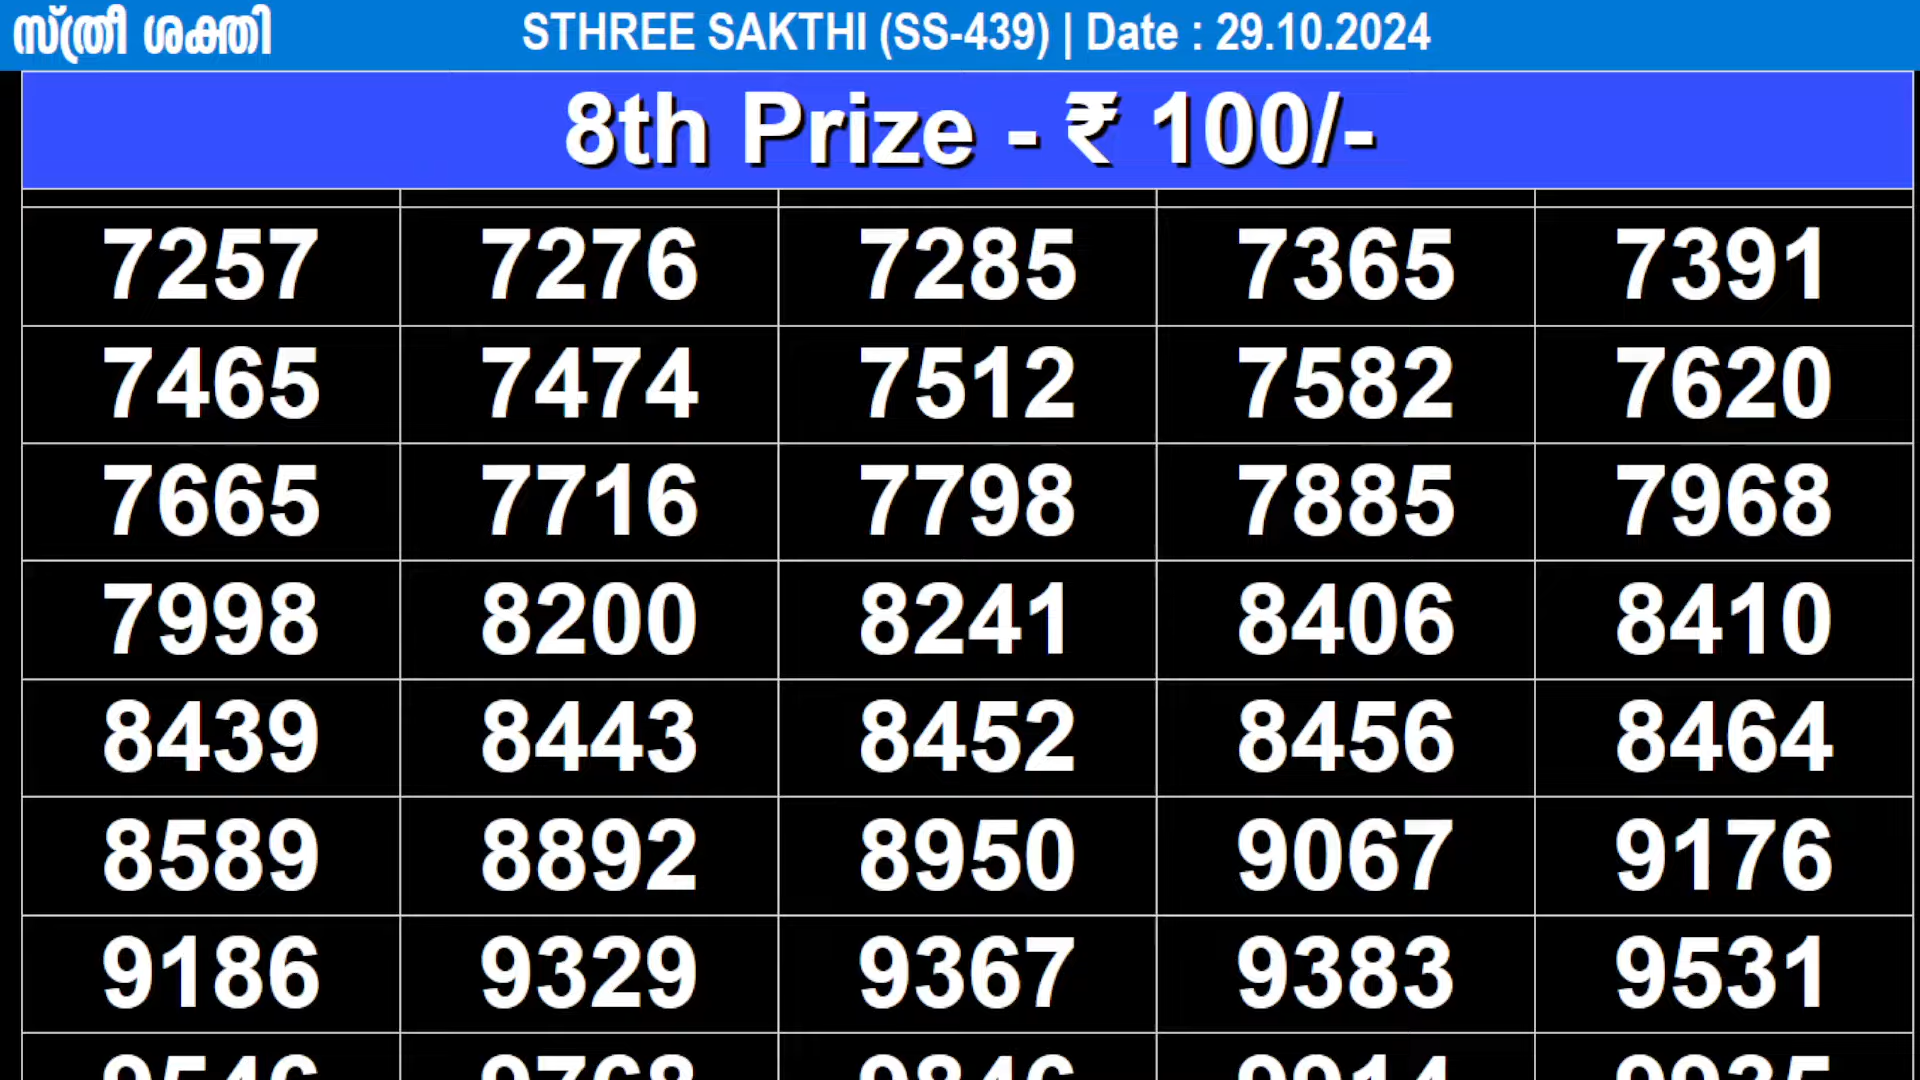 സ്ത്രീ ശക്തി STHREE SAKTHI (SS-439) | Date : 29.10.2024
8th Prize - ₹ 100/-
7257 7276 7285 7365 7391
7465 7474 7512 7582 7620
7665 7716 7798 7885 7968
7998 8200 8241 8406 8410
8439 8443 8452 8456 8464
8589 8892 8950 9067 9176
9186 9329 9367 9383 9531